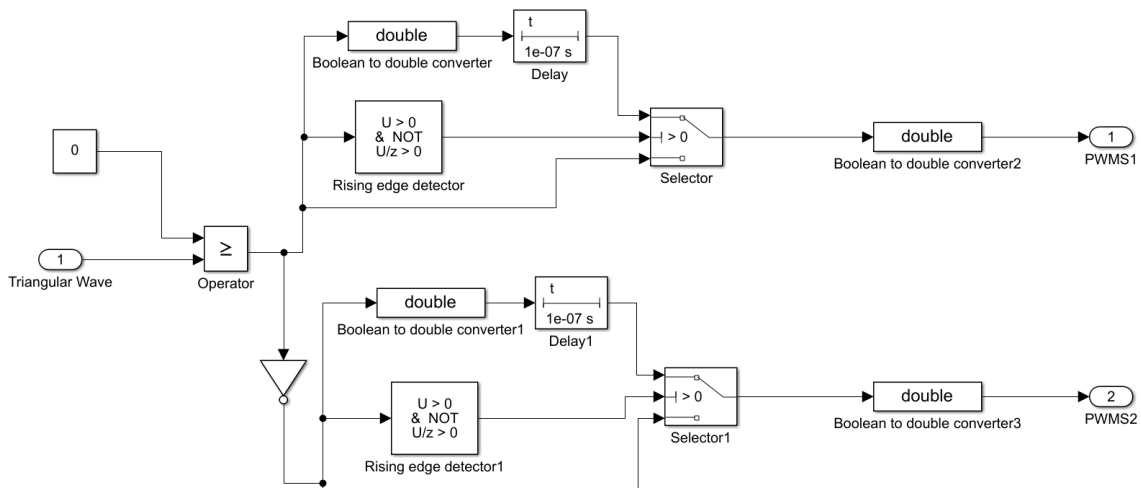 double
Boolean to double converter
t
1e-07 s
Delay
U > 0
& NOT
U/z > 0
Rising edge detector
> 0
Selector
double
Boolean to double converter2
1
PWMS1
0
1
Triangular Wave
≥
Operator
double
Boolean to double converter1
t
1e-07 s
Delay1
U > 0
& NOT
U/z > 0
Rising edge detector1
> 0
Selector1
double
Boolean to double converter3
2
PWMS2